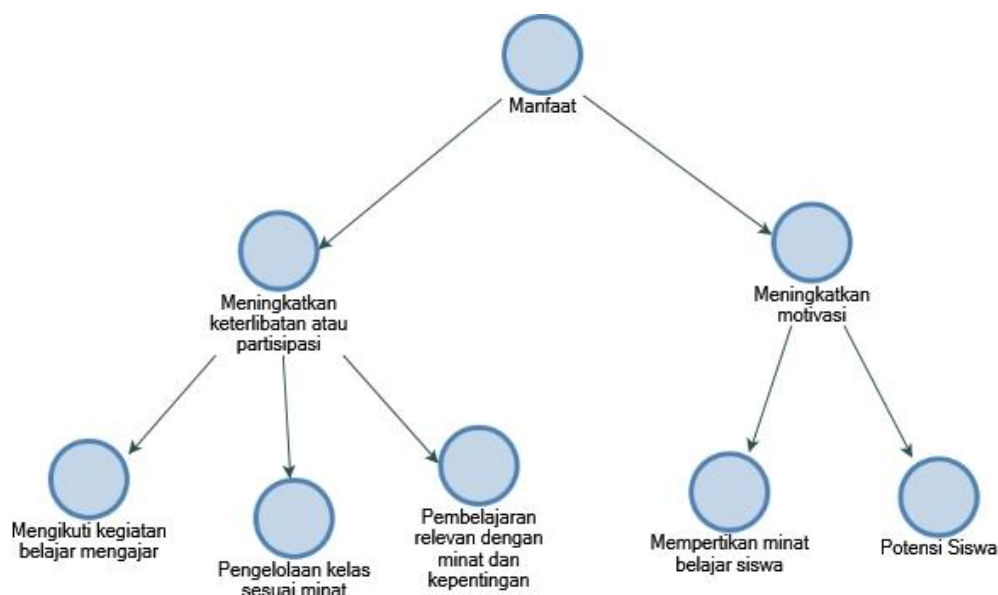 Manfaat
Meningkatkan
keterlibatan atau
partisipasi
Meningkatkan
motivasi
Mengikuti kegiatan
belajar mengajar
Pengelolaan kelas
sesuai minat
Pembelajaran
relevan dengan
minat dan
kepentingan
Mempertikan minat
belajar siswa
Potensi Siswa